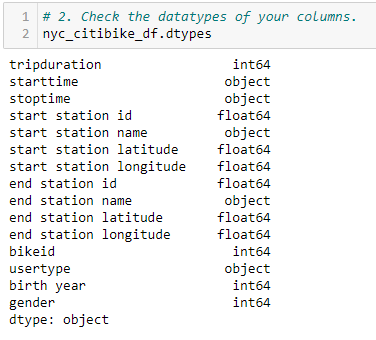 1 # 2. Check the datatypes of your columns.
2 nyc_citibike_df.dtypes
tripduration int64
starttime object
stoptime object
start station id float64
start station name object
start station latitude float64
start station longitude float64
end station id float64
end station name object
end station latitude float64
end station longitude float64
bikeid int64
usertype object
birth year int64
gender int64
dtype: object